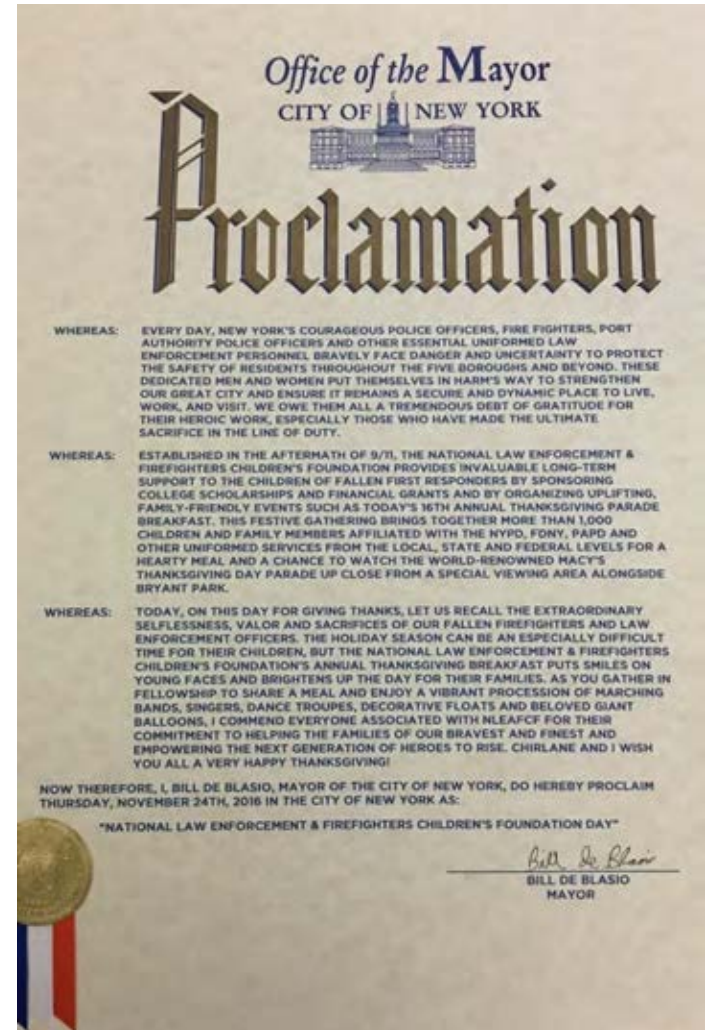 Office of the Mayor
CITY OF NEW YORK
Proclamation
WHEREAS: EVERY DAY, NEW YORK'S COURAGEOUS POLICE OFFICERS, FIRE FIGHTERS, PORT
AUTHORITY POLICE OFFICERS AND OTHER ESSENTIAL UNIFORMED LAW
ENFORCEMENT PERSONNEL BRAVELY FACE DANGER AND UNCERTAINTY TO PROTECT
THE SAFETY OF RESIDENTS THROUGHOUT THE FIVE BOROUGHS AND BEYOND. THESE
DEDICATED MEN AND WOMEN PUT THEMSELVES IN HARM'S WAY TO STRENGTHEN
OUR GREAT CITY AND ENSURE IT REMAINS A SECURE AND DYNAMIC PLACE TO LIVE,
WORK, AND VISIT. WE OWE THEM ALL A TREMENDOUS DEBT OF GRATITUDE FOR
THEIR HEROIC WORK, ESPECIALLY THOSE WHO HAVE MADE THE ULTIMATE
SACRIFICE IN THE LINE OF DUTY.
WHEREAS: ESTABLISHED IN THE AFTERMATH OF 9/11, THE NATIONAL LAW ENFORCEMENT &
FIREFIGHTERS CHILDREN'S FOUNDATION PROVIDES INVALUABLE LONG-TERM
SUPPORT TO THE CHILDREN OF FALLEN FIRST RESPONDERS BY SPONSORING
COLLEGE SCHOLARSHIPS AND FINANCIAL GRANTS AND BY ORGANIZING UPLIFTING,
FAMILY-FRIENDLY EVENTS SUCH AS TODAY'S 16TH ANNUAL THANKSGIVING PARADE
BREAKFAST. THIS FESTIVE GATHERING BRINGS TOGETHER MORE THAN 1,000
CHILDREN AND FAMILY MEMBERS AFFILIATED WITH THE NYPD, FDNY, PAPD AND
OTHER UNIFORMED SERVICES FROM THE LOCAL, STATE AND FEDERAL LEVELS FOR A
HEARTY MEAL AND A CHANCE TO WATCH THE WORLD-RENOWNED MACY'S
THANKSGIVING DAY PARADE UP CLOSE FROM A SPECIAL VIEWING AREA ALONGSIDE
BRYANT PARK.
WHEREAS: TODAY, ON THIS DAY FOR GIVING THANKS, LET US RECALL THE EXTRAORDINARY
SELFLESSNESS, VALOR AND SACRIFICES OF OUR FALLEN FIREFIGHTERS AND LAW
ENFORCEMENT OFFICERS. THE HOLIDAY SEASON CAN BE AN ESPECIALLY DIFFICULT
TIME FOR THEIR CHILDREN, BUT THE NATIONAL LAW ENFORCEMENT & FIREFIGHTERS
CHILDREN'S FOUNDATION'S ANNUAL THANKSGIVING BREAKFAST PUTS SMILES ON
YOUNG FACES AND BRIGHTENS UP THE DAY FOR THEIR FAMILIES. AS YOU GATHER IN
FELLOWSHIP TO SHARE A MEAL AND ENJOY A VIBRANT PROCESSION OF MARCHING
BANDS, SINGERS, DANCE TROUPES, DECORATIVE FLOATS AND BELOVED GIANT
BALLOONS, I COMMEND EVERYONE ASSOCIATED WITH NLEAFCF FOR THEIR
COMMITMENT TO HELPING THE FAMILIES OF OUR BRAVEST AND FINEST AND
EMPOWERING THE NEXT GENERATION OF HEROES TO RISE. CHIRLANE AND I WISH
YOU ALL A VERY HAPPY THANKSGIVING!
NOW THEREFORE, I, BILL DE BLASIO, MAYOR OF THE CITY OF NEW YORK, DO HEREBY PROCLAIM
THURSDAY, NOVEMBER 24TH, 2016 IN THE CITY OF NEW YORK AS:
"NATIONAL LAW ENFORCEMENT & FIREFIGHTERS CHILDREN'S FOUNDATION DAY"
Bill de Blasio
BILL DE BLASIO
MAYOR